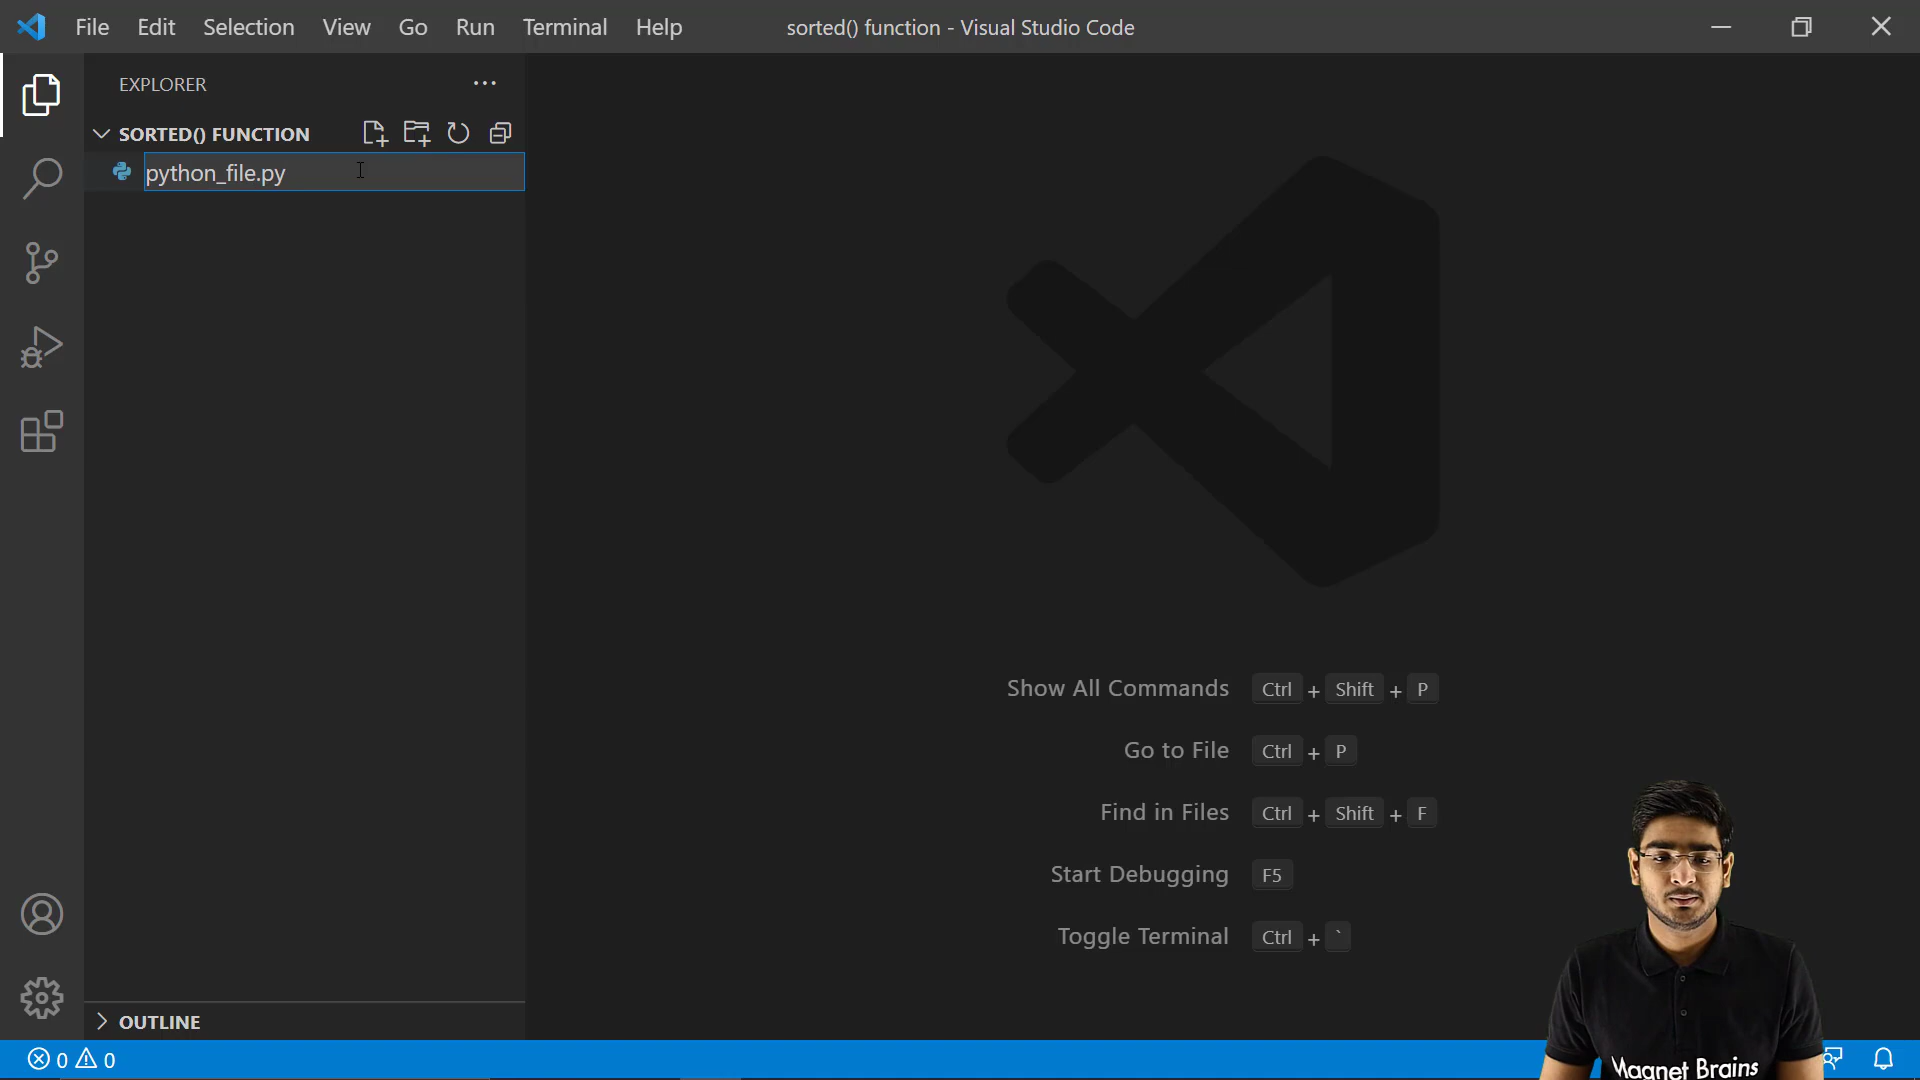 File Edit Selection View Go Run Terminal Help sorted() function - Visual Studio Code
EXPLORER
SORTED() FUNCTION
python_file.py
Show All Commands Ctrl + Shift + P
Go to File Ctrl + P
Find in Files Ctrl + Shift + F
Start Debugging F5
Toggle Terminal Ctrl + `
OUTLINE
0 0
Magnet Brains